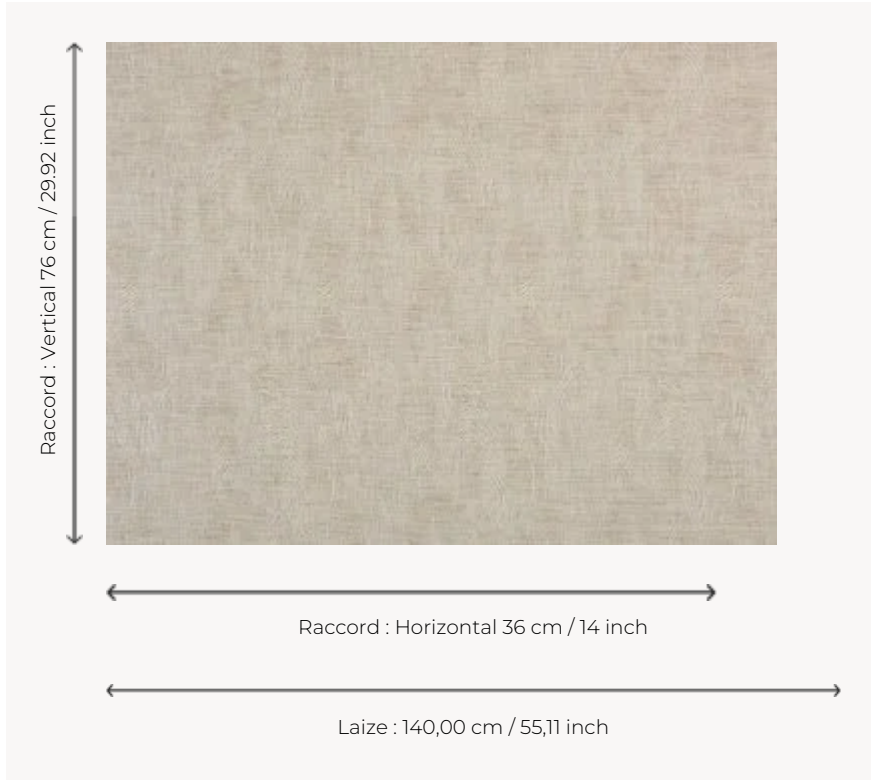 Raccord : Vertical 76 cm / 29.92 inch
Raccord : Horizontal 36 cm / 14 inch
Laize : 140,00 cm / 55,11 inch